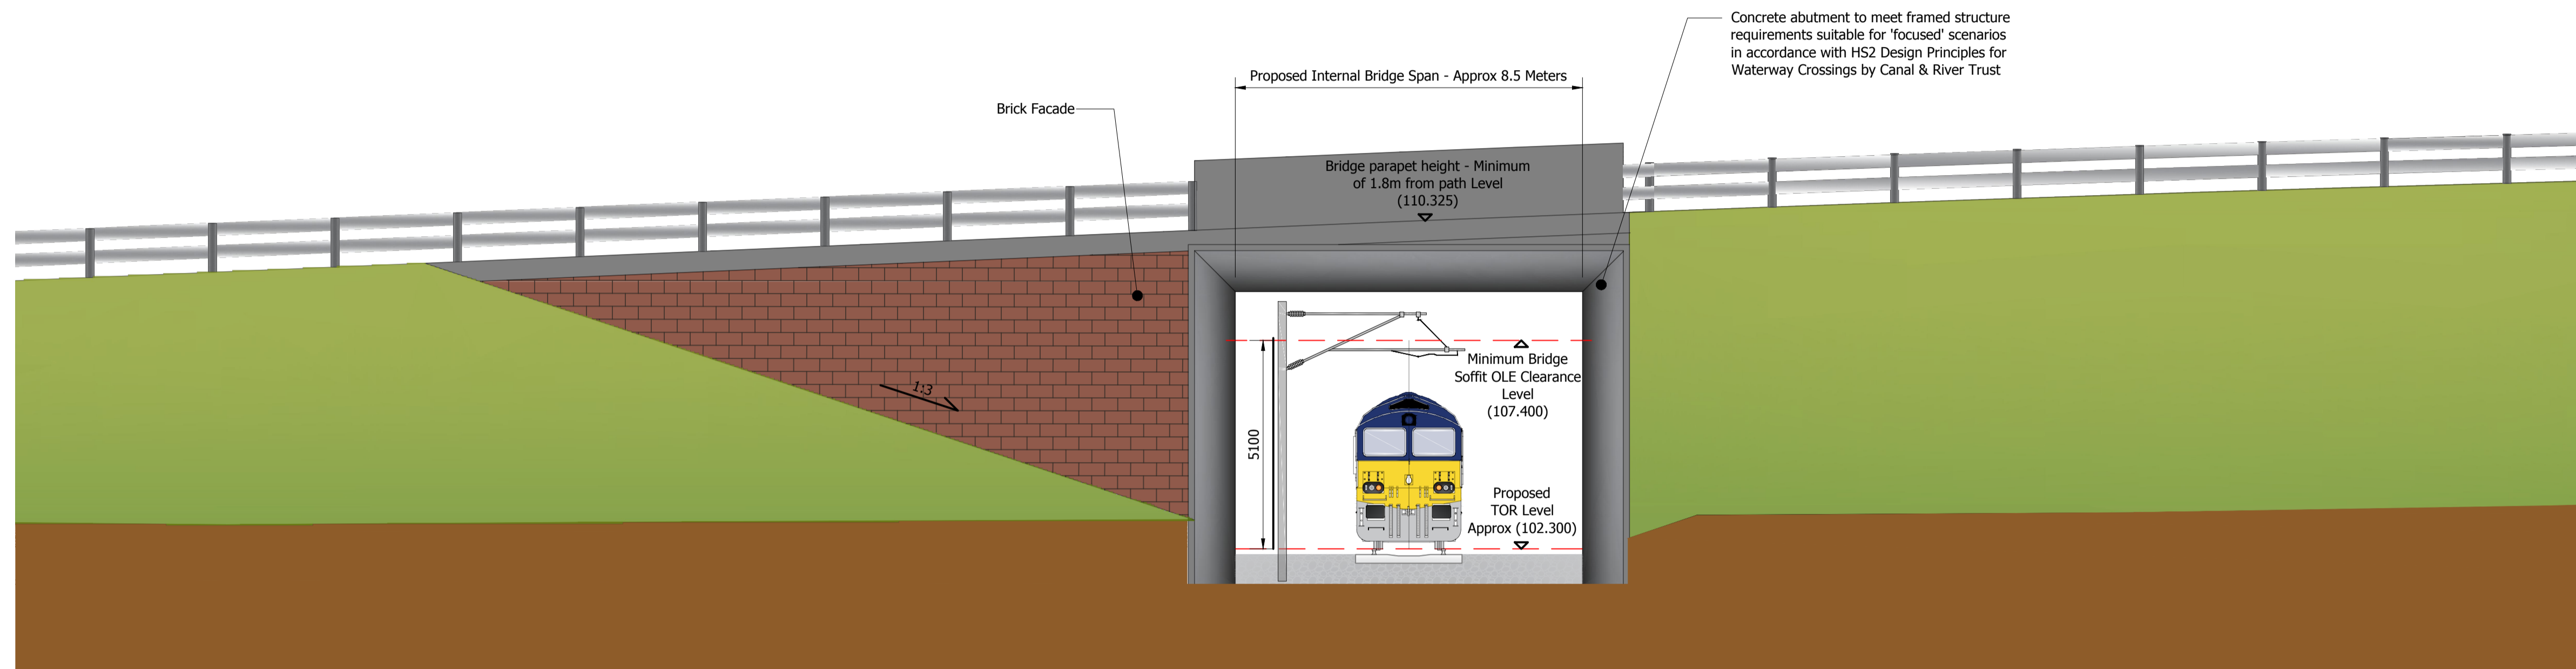 Concrete abutment to meet framed structure
requirements suitable for 'focused' scenarios
in accordance with HS2 Design Principles for
Waterway Crossings by Canal & River Trust
Proposed Internal Bridge Span - Approx 8.5 Meters
Brick Facade
Bridge parapet height - Minimum
of 1.8m from path Level
(110.325)
Minimum Bridge
Soffit OLE Clearance
Level
(107.400)
1:3
5100
Proposed
TOR Level
Approx (102.300)